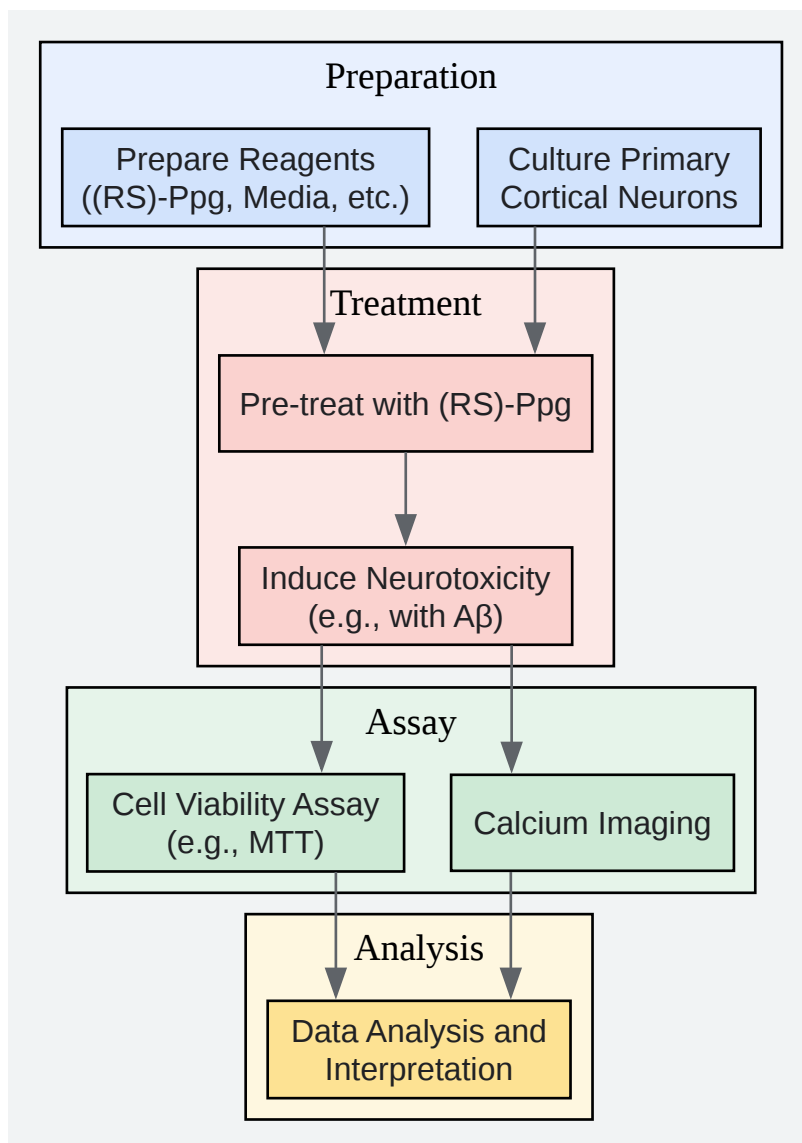 Preparation
Prepare Reagents
((RS)-Ppg, Media, etc.)
Culture Primary
Cortical Neurons
Treatment
Pre-treat with (RS)-Ppg
Induce Neurotoxicity
(e.g., with Aβ)
Assay
Cell Viability Assay
(e.g., MTT)
Calcium Imaging
Analysis
Data Analysis and
Interpretation